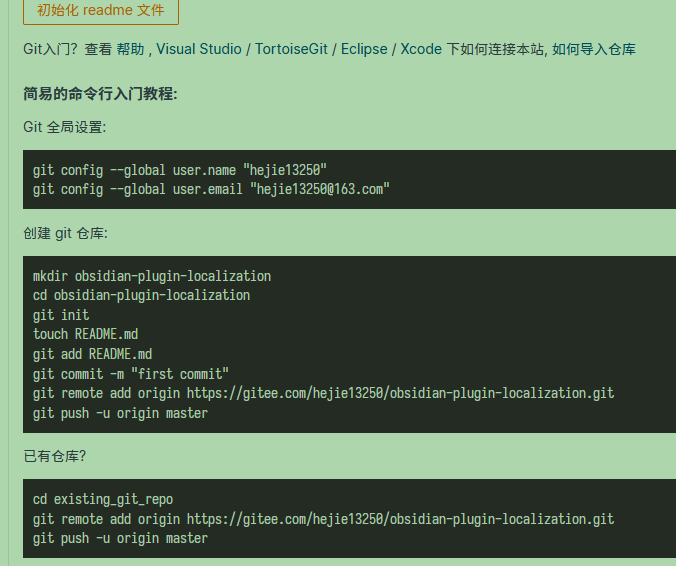 初始化 readme 文件
Git入门？查看 帮助 , Visual Studio / TortoiseGit / Eclipse / Xcode 下如何连接本站, 如何导入仓库
简易的命令行入门教程:
Git 全局设置:
git config --global user.name "hejie13250"
git config --global user.email "hejie13250@163.com"
创建 git 仓库:
mkdir obsidian-plugin-localization
cd obsidian-plugin-localization
git init
touch README.md
git add README.md
git commit -m "first commit"
git remote add origin https://gitee.com/hejie13250/obsidian-plugin-localization.git
git push -u origin master
已有仓库?
cd existing_git_repo
git remote add origin https://gitee.com/hejie13250/obsidian-plugin-localization.git
git push -u origin master